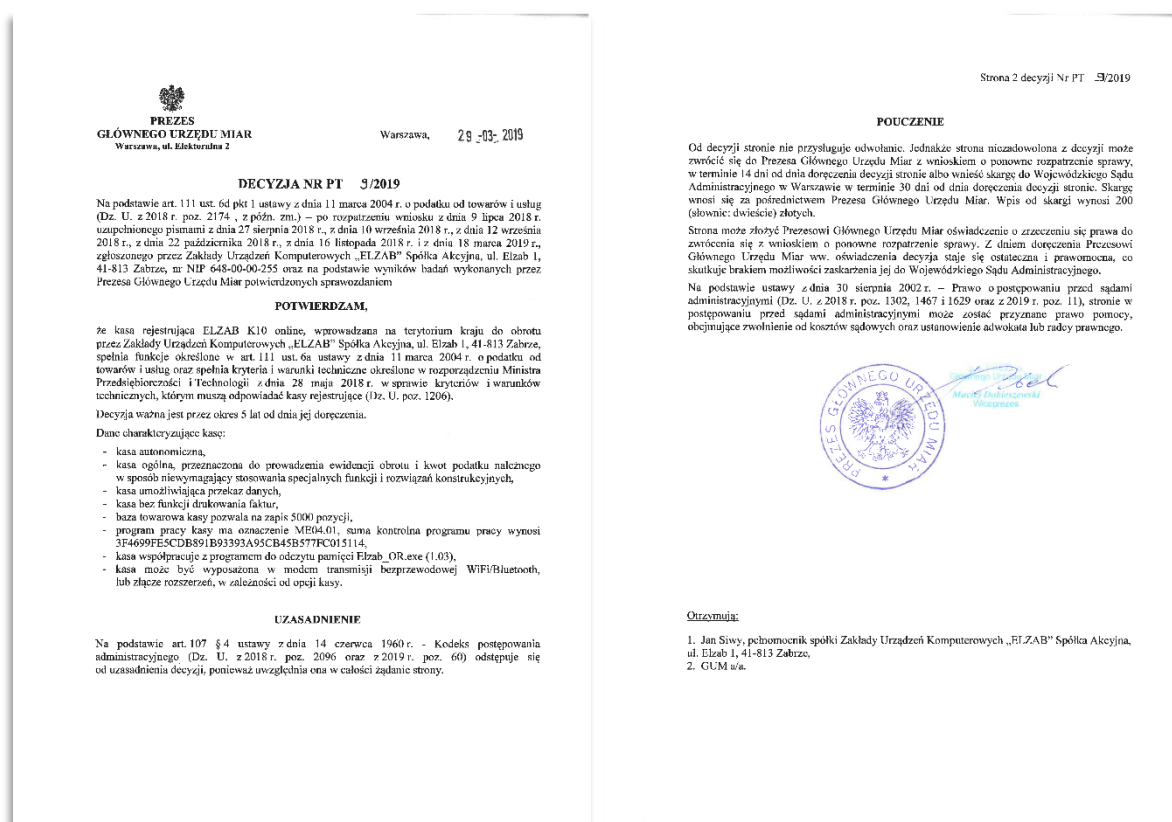 PREZES
GŁÓWNEGO URZĘDU MIAR
Warszawa, ul. Elektoralna 2
Warszawa, 29 -03- 2019
DECYZJA NR PT 9/2019
Na podstawie art. 111 ust. 6d pkt 1 ustawy z dnia 11 marca 2004 r. o podatku od towarów i usług
(Dz. U. z 2018 r. poz. 2174 , z późn. zm.) – po rozpatrzeniu wniosku z dnia 9 lipca 2018 r.
uzupełnionego pismami z dnia 27 sierpnia 2018 r., z dnia 10 września 2018 r., z dnia 12 września
2018 r., z dnia 22 października 2018 r., z dnia 16 listopada 2018 r. i z dnia 18 marca 2019 r.,
zgłoszonego przez Zakłady Urządzeń Komputerowych „ELZAB” Spółka Akcyjna, ul. Elzab 1,
41-813 Zabrze, nr NIP 648-00-00-255 oraz na podstawie wyników badań wykonanych przez
Prezesa Głównego Urzędu Miar potwierdzonych sprawozdaniem
POTWIERDZAM,
że kasa rejestrująca ELZAB K10 online, wprowadzana na terytorium kraju do obrotu
przez Zakłady Urządzeń Komputerowych „ELZAB” Spółka Akcyjna, ul. Elzab 1, 41-813 Zabrze,
spełnia funkcje określone w art. 111 ust. 6a ustawy z dnia 11 marca 2004 r. o podatku od
towarów i usług oraz spełnia kryteria i warunki techniczne określone w rozporządzeniu Ministra
Przedsiębiorczości i Technologii z dnia 28 maja 2018 r. w sprawie kryteriów i warunków
technicznych, którym muszą odpowiadać kasy rejestrujące (Dz. U. poz. 1206).
Decyzja ważna jest przez okres 5 lat od dnia jej doręczenia.
Dane charakteryzujące kasę:
- kasa autonomiczna,
- kasa ogólna, przeznaczona do prowadzenia ewidencji obrotu i kwot podatku należnego
w sposób niewymagający stosowania specjalnych funkcji i rozwiązań konstrukcyjnych,
- kasa umożliwiająca przekaz danych,
- kasa bez funkcji drukowania faktur,
- baza towarowa kasy pozwala na zapis 5000 pozycji,
- program pracy kasy ma oznaczenie ME04.01, suma kontrolna programu pracy wynosi
3F4699FE5CDB891B93393A95CB45B577FC015114,
- kasa współpracuje z programem do odczytu pamięci Elzab_OR.exe (1.03),
- kasa może być wyposażona w modem transmisji bezprzewodowej WiFi/Bluetooth,
lub złącze rozszerzeń, w zależności od opcji kasy.
UZASADNIENIE
Na podstawie art. 107 § 4 ustawy z dnia 14 czerwca 1960 r. - Kodeks postępowania
administracyjnego (Dz. U. z 2018 r. poz. 2096 oraz z 2019 r. poz. 60) odstępuje się
od uzasadnienia decyzji, ponieważ uwzględnia ona w całości żądanie strony.
Strona 2 decyzji Nr PT 9/2019
POUCZENIE
Od decyzji stronie nie przysługuje odwołanie. Jednakże strona niezadowolona z decyzji może
zwrócić się do Prezesa Głównego Urzędu Miar z wnioskiem o ponowne rozpatrzenie sprawy,
w terminie 14 dni od dnia doręczenia decyzji stronie albo wnieść skargę do Wojewódzkiego Sądu
Administracyjnego w Warszawie w terminie 30 dni od dnia doręczenia decyzji stronie. Skargę
wnosi się za pośrednictwem Prezesa Głównego Urzędu Miar. Wpis od skargi wynosi 200
(słownie: dwieście) złotych.
Strona może złożyć Prezesowi Głównego Urzędu Miar oświadczenie o zrzeczeniu się prawa do
zwrócenia się z wnioskiem o ponowne rozpatrzenie sprawy. Z dniem doręczenia Prezesowi
Głównego Urzędu Miar ww. oświadczenia decyzja staje się ostateczna i prawomocna, co
skutkuje brakiem możliwości zaskarżenia jej do Wojewódzkiego Sądu Administracyjnego.
Na podstawie ustawy z dnia 30 sierpnia 2002 r. – Prawo o postępowaniu przed sądami
administracyjnymi (Dz. U. z 2018 r. poz. 1302, 1467 i 1629 oraz z 2019 r. poz. 11), stronie w
postępowaniu przed sądami administracyjnymi może zostać przyznane prawo pomocy,
obejmujące zwolnienie od kosztów sądowych oraz ustanowienie adwokata lub radcy prawnego.
PREZES GŁÓWNEGO URZĘDU MIAR
Głównego Urzędu Miar
Maciej Dobieszewski
Wiceprezes
Otrzymują:
1. Jan Siwy, pełnomocnik spółki Zakłady Urządzeń Komputerowych „ELZAB” Spółka Akcyjna,
ul. Elzab 1, 41-813 Zabrze,
2. GUM a/a.